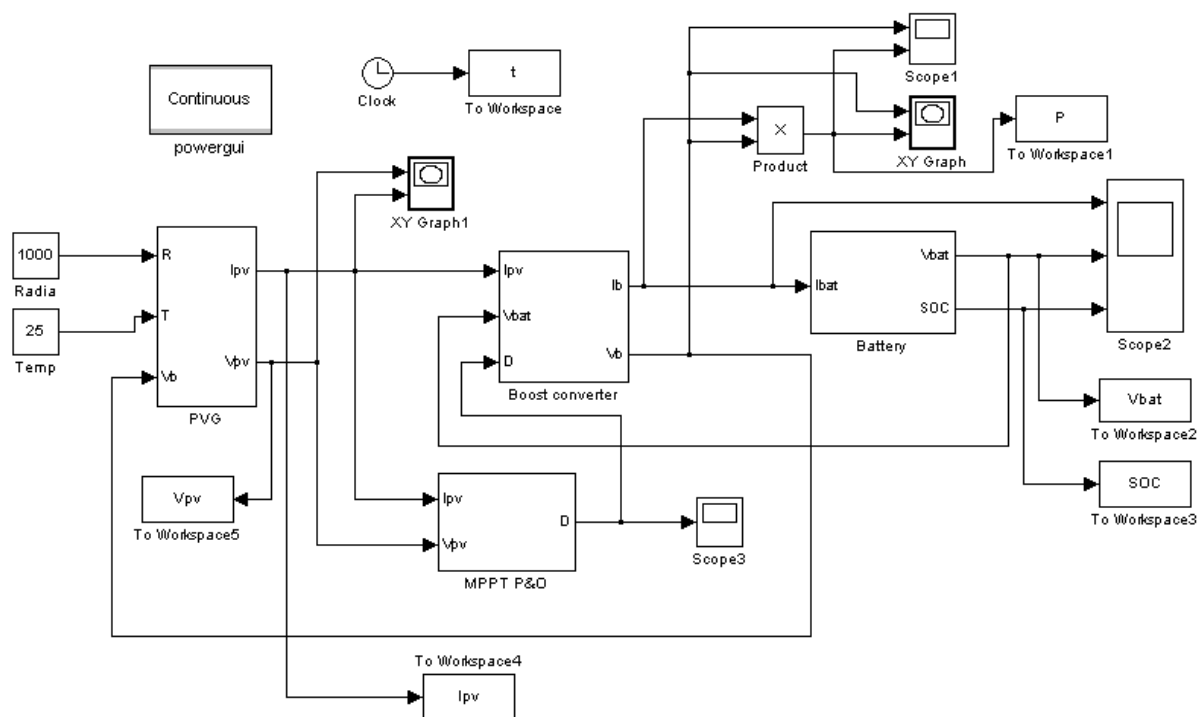 Continuous
powergui
Clock
t
To Workspace
Scope1
XY Graph
P
To Workspace1
X
Product
XY Graph1
1000
Radia
25
Temp
R
T
Vb
Ipv
Vpv
PVG
Ipv
Vbat
D
Ib
Vb
Boost converter
Ibat
Vbat
SOC
Battery
Scope2
Vbat
To Workspace2
SOC
To Workspace3
Vpv
To Workspace5
Ipv
Vpv
D
MPPT P&O
Scope3
To Workspace4
Ipv